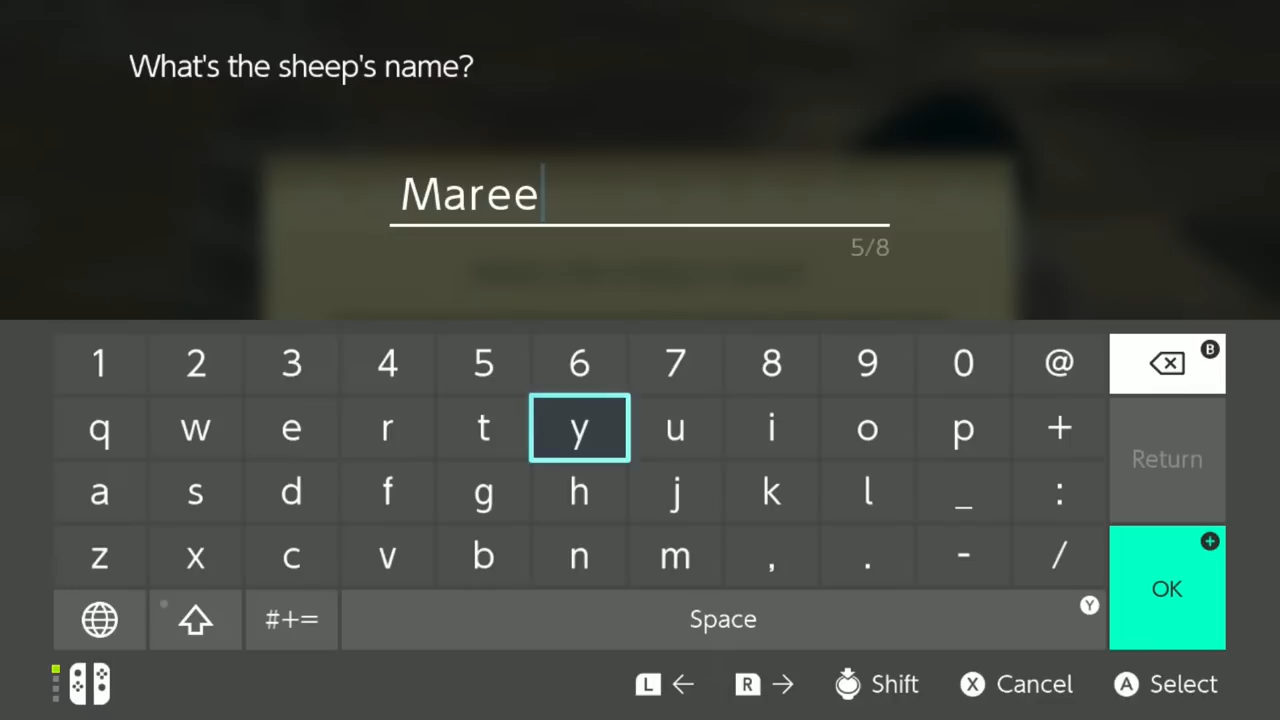 What's the sheep's name?
Maree
5/8
1 2 3 4 5 6 7 8 9 0 @ B
q w e r t y u i o p +
Return
a s d f g h j k l _ :
z x c v b n m , . - /
+
OK
#+= Space Y
L ← R → Shift X Cancel A Select